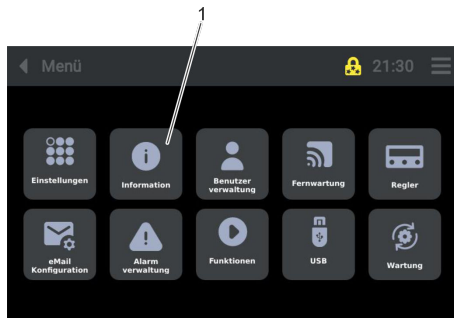 1
Menü
21:30
Einstellungen
Information
Benutzer
verwaltung
Fernwartung
Regler
eMail
Konfiguration
Alarm
verwaltung
Funktionen
USB
Wartung